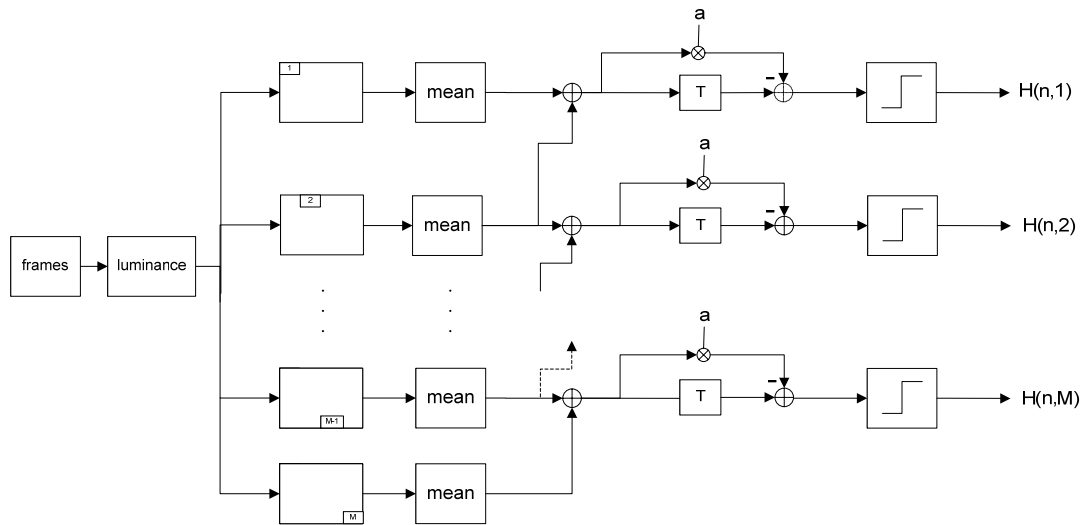 a
1
mean
T
H(n,1)
a
2
mean
T
H(n,2)
frames
luminance
a
M-1
mean
T
H(n,M)
M
mean